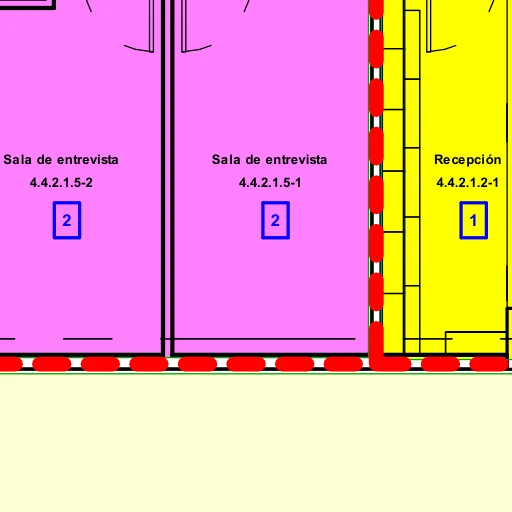 Sala de entrevista
4.4.2.1.5-2
2
Sala de entrevista
4.4.2.1.5-1
2
Recepción
4.4.2.1.2-1
1